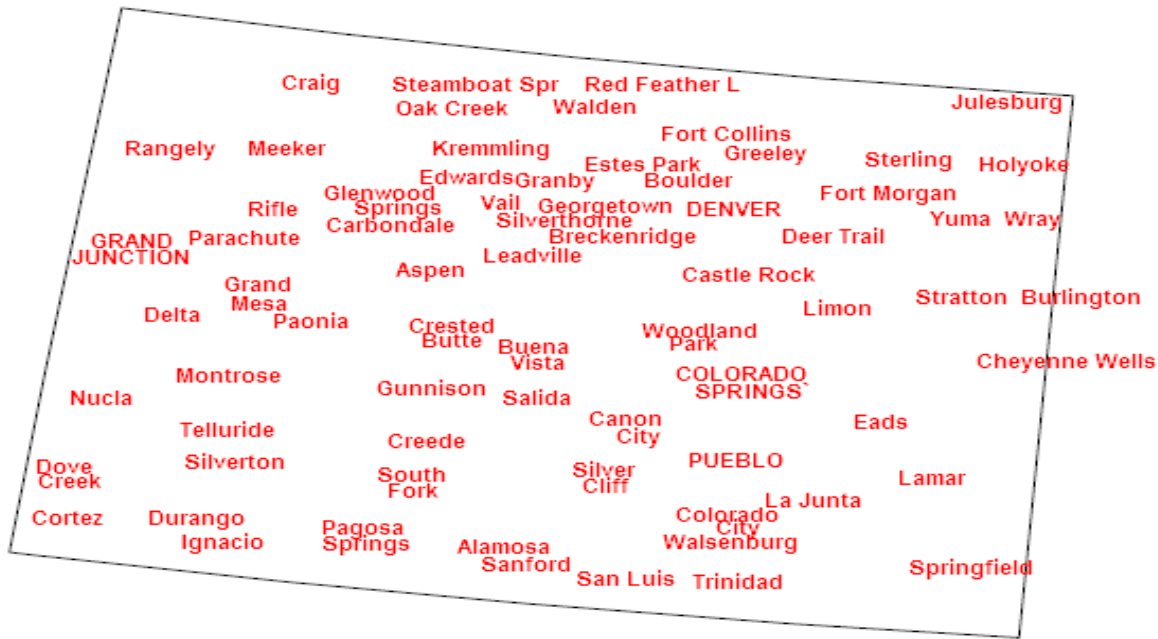 Craig
Steamboat Spr
Red Feather L
Oak Creek
Walden
Julesburg
Fort Collins
Rangely
Meeker
Kremmling
Greeley
Estes Park
Sterling
Holyoke
Edwards
Granby
Boulder
Glenwood
Springs
Fort Morgan
Rifle
Vail
Georgetown
DENVER
Silverthorne
Yuma
Wray
Carbondale
GRAND
JUNCTION
Parachute
Breckenridge
Deer Trail
Leadville
Aspen
Castle Rock
Grand
Mesa
Stratton
Burlington
Delta
Paonia
Limon
Crested
Butte
Woodland
Park
Buena
Vista
Cheyenne Wells
Montrose
COLORADO
SPRINGS`
Nucla
Gunnison
Salida
Canon
City
Eads
Telluride
Creede
Silverton
PUEBLO
Dove
Creek
South
Fork
Silver
Cliff
Lamar
La Junta
Cortez
Durango
Colorado
City
Pagosa
Springs
Ignacio
Alamosa
Walsenburg
Sanford
Springfield
San Luis
Trinidad